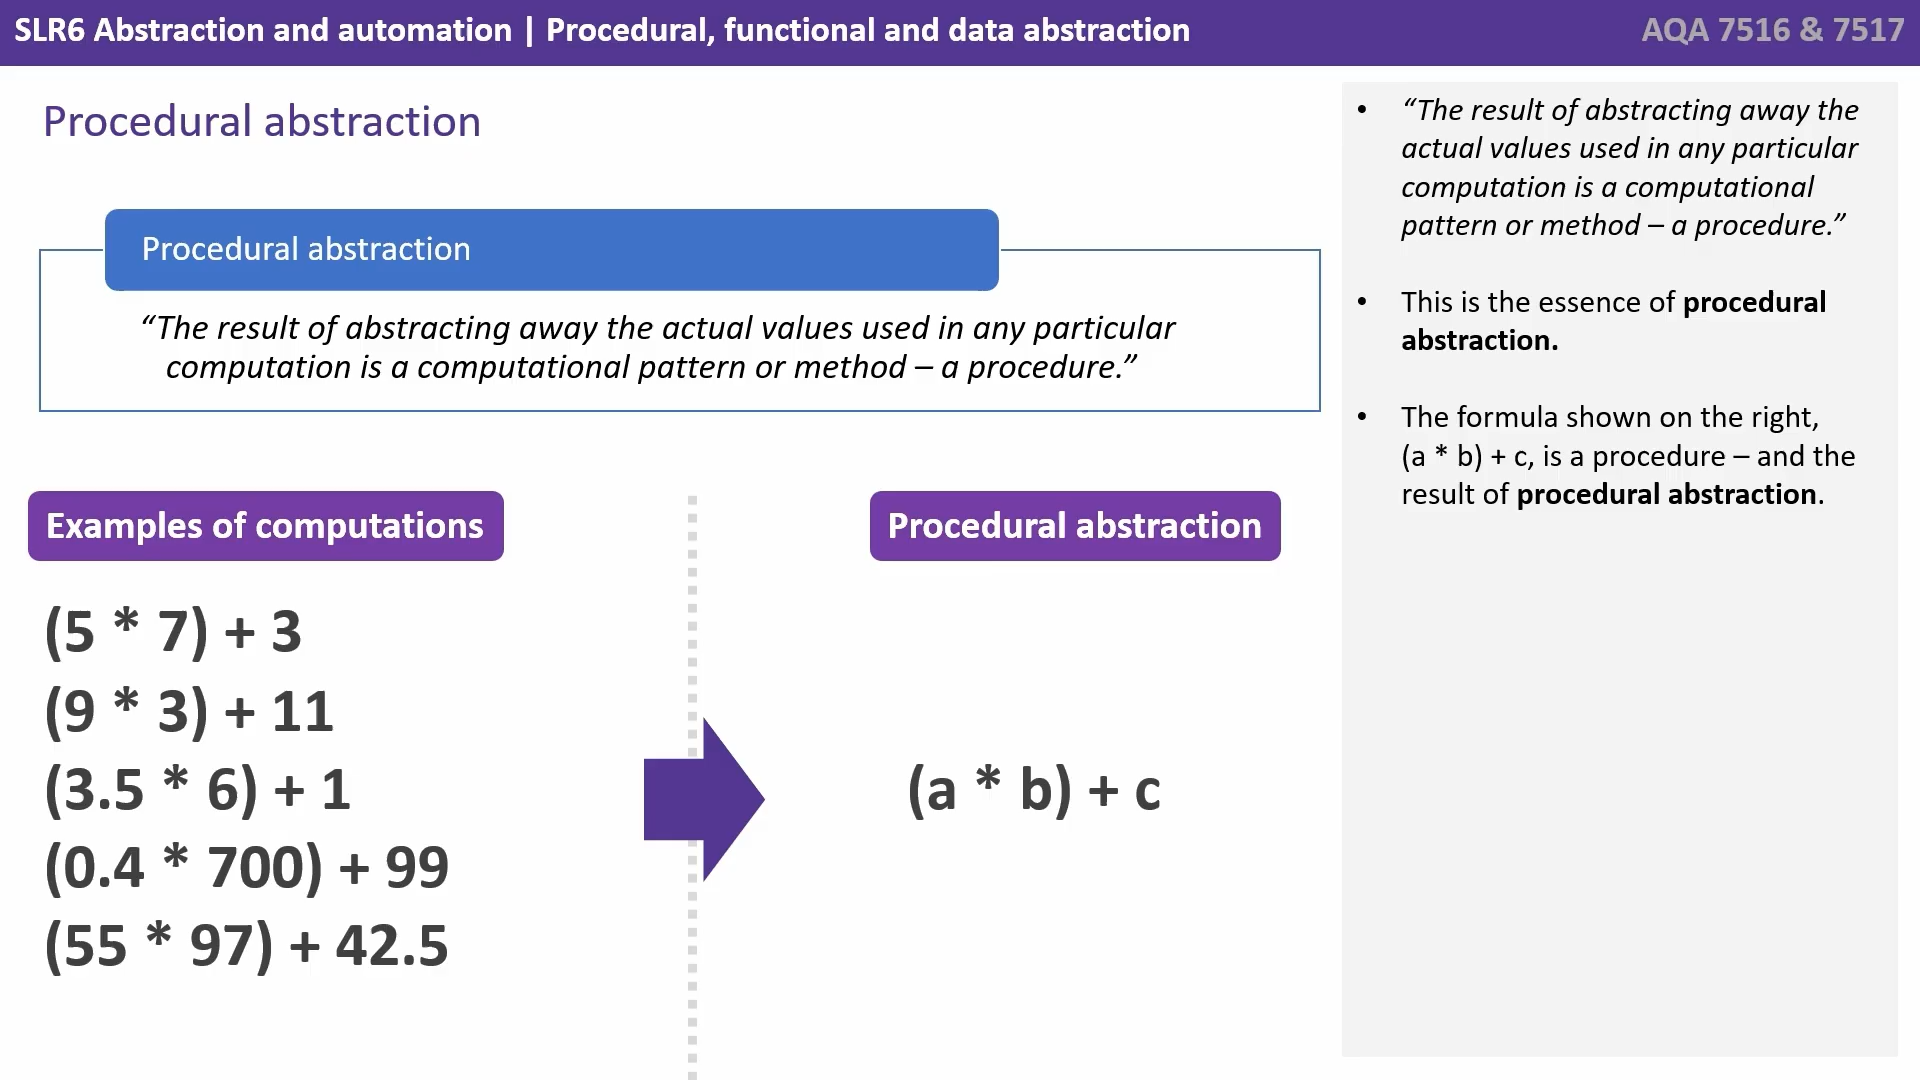 SLR6 Abstraction and automation | Procedural, functional and data abstraction
AQA 7516 & 7517
Procedural abstraction
Procedural abstraction
“The result of abstracting away the actual values used in any particular
computation is a computational pattern or method – a procedure.”
Examples of computations
(5 * 7) + 3
(9 * 3) + 11
(3.5 * 6) + 1
(0.4 * 700) + 99
(55 * 97) + 42.5
Procedural abstraction
(a * b) + c
• “The result of abstracting away the
actual values used in any particular
computation is a computational
pattern or method – a procedure.”
• This is the essence of procedural
abstraction.
• The formula shown on the right,
(a * b) + c, is a procedure – and the
result of procedural abstraction.